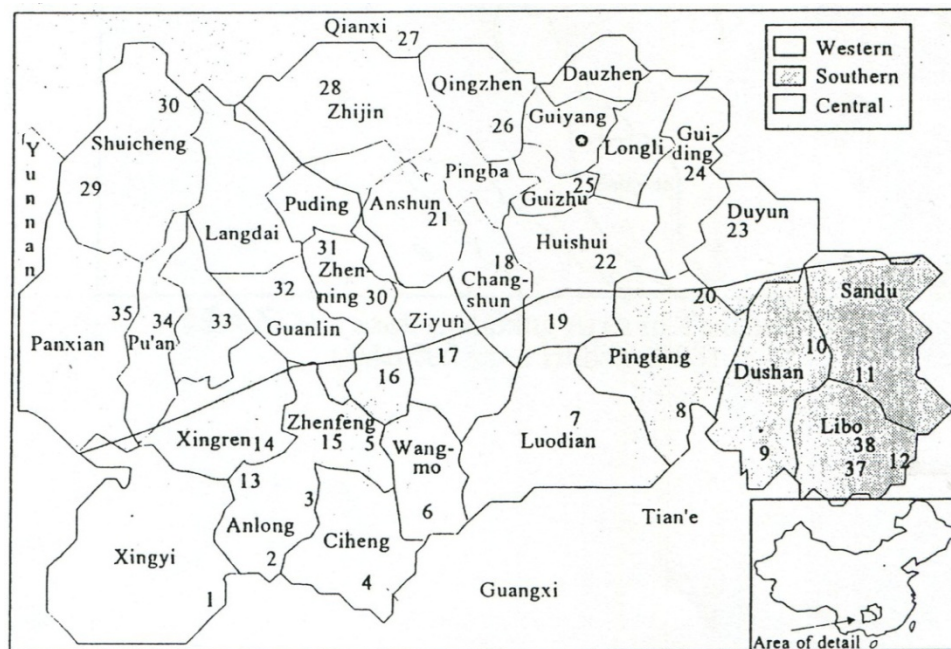 Qianxi 27
Western
Southern
Central
28
Zhijin
Qingzhen
26
Dauzhen
Guiyang
Longli
Gui-
ding
24
30
Shuicheng
29
Yunnan
Puding
31
Anshun
21
Pingba
25
Guizhu
Duyun
23
Langdai
Zhen-
ning 30
18
Chang-
shun
Huishui
22
32
Guanlin
33
34
35
Panxian
Pu'an
Ziyun
17
16
19
20
Pingtang
8
Sandu
10
Dushan
11
9
Libo
38
37
12
Xingren 14
Zhenfeng
15 5
Wang-
mo
6
7
Luodian
13
3
Anlong
2
Ciheng
4
Xingyi
1
Tian'e
Guangxi
Area of detail